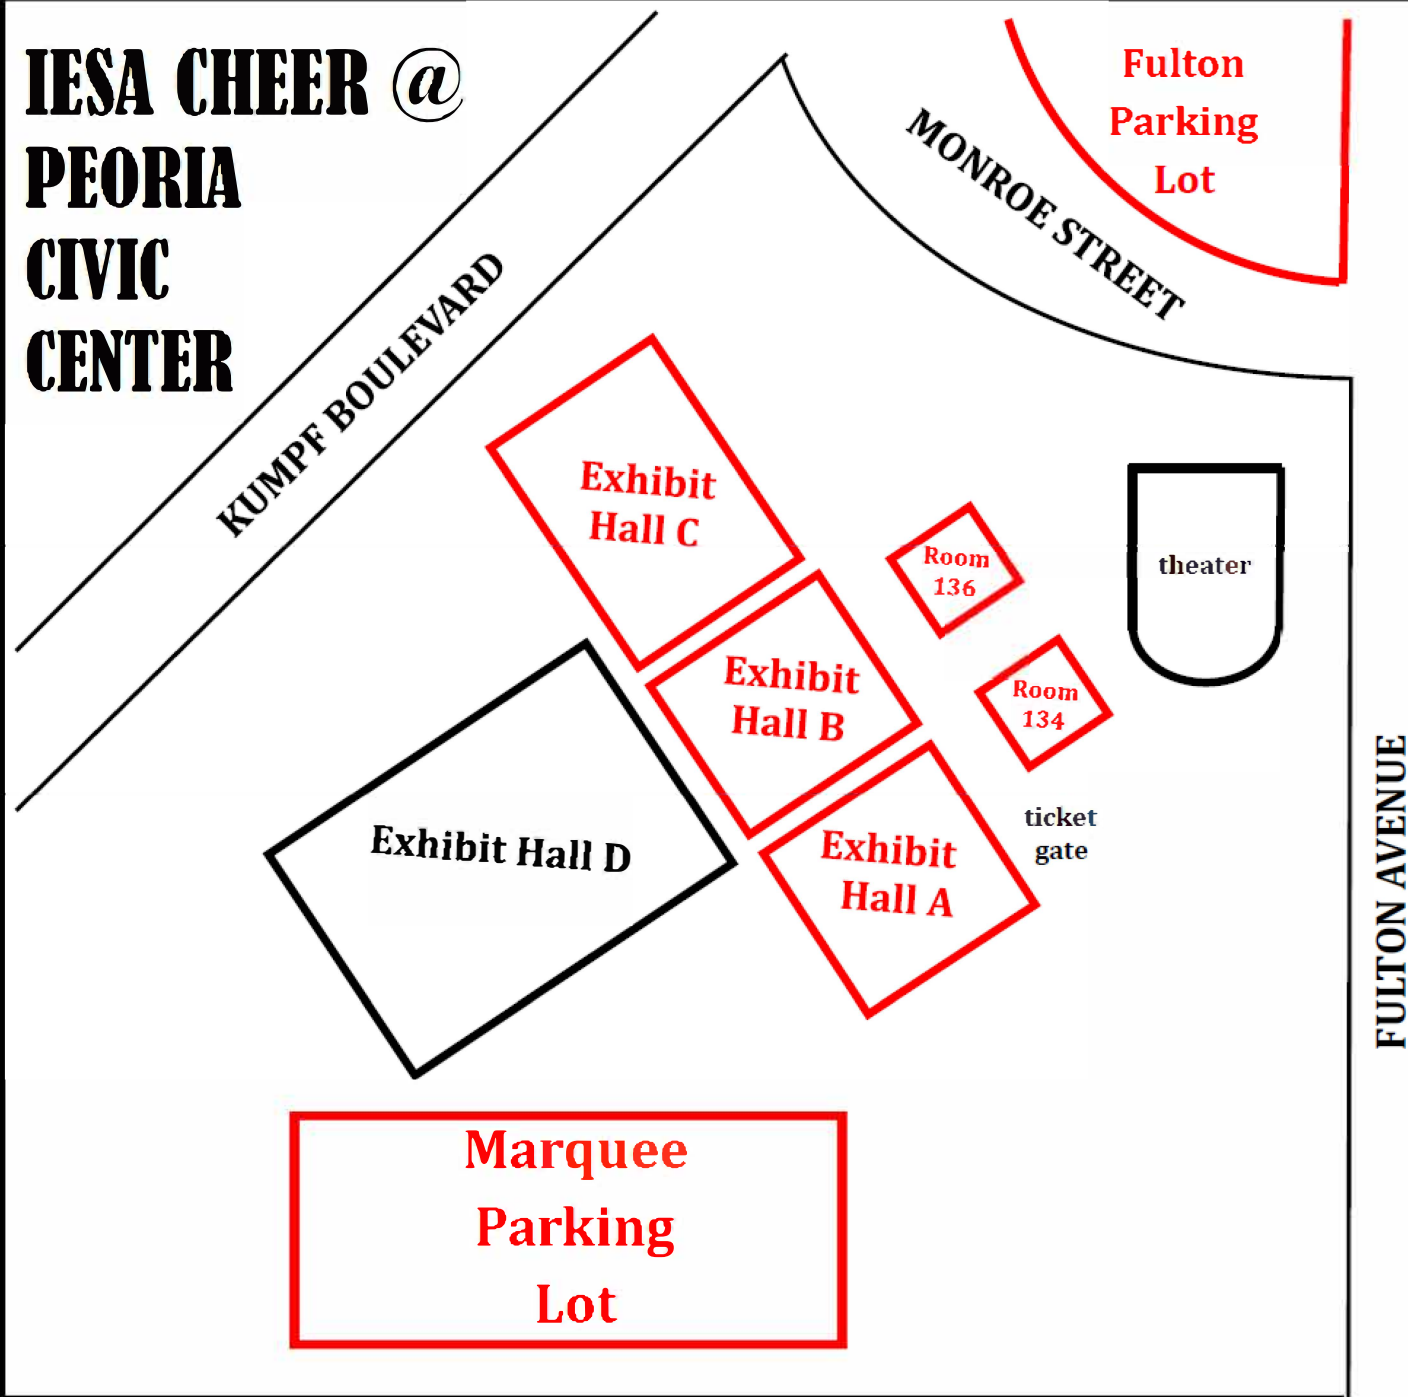 IESA CHEER @
PEORIA
CIVIC
CENTER
KUMPF BOULEVARD
MONROE STREET
Fulton
Parking
Lot
Exhibit
Hall C
Room
136
theater
Exhibit
Hall B
Room
134
Exhibit Hall D
Exhibit
Hall A
ticket
gate
FULTON AVENUE
Marquee
Parking
Lot